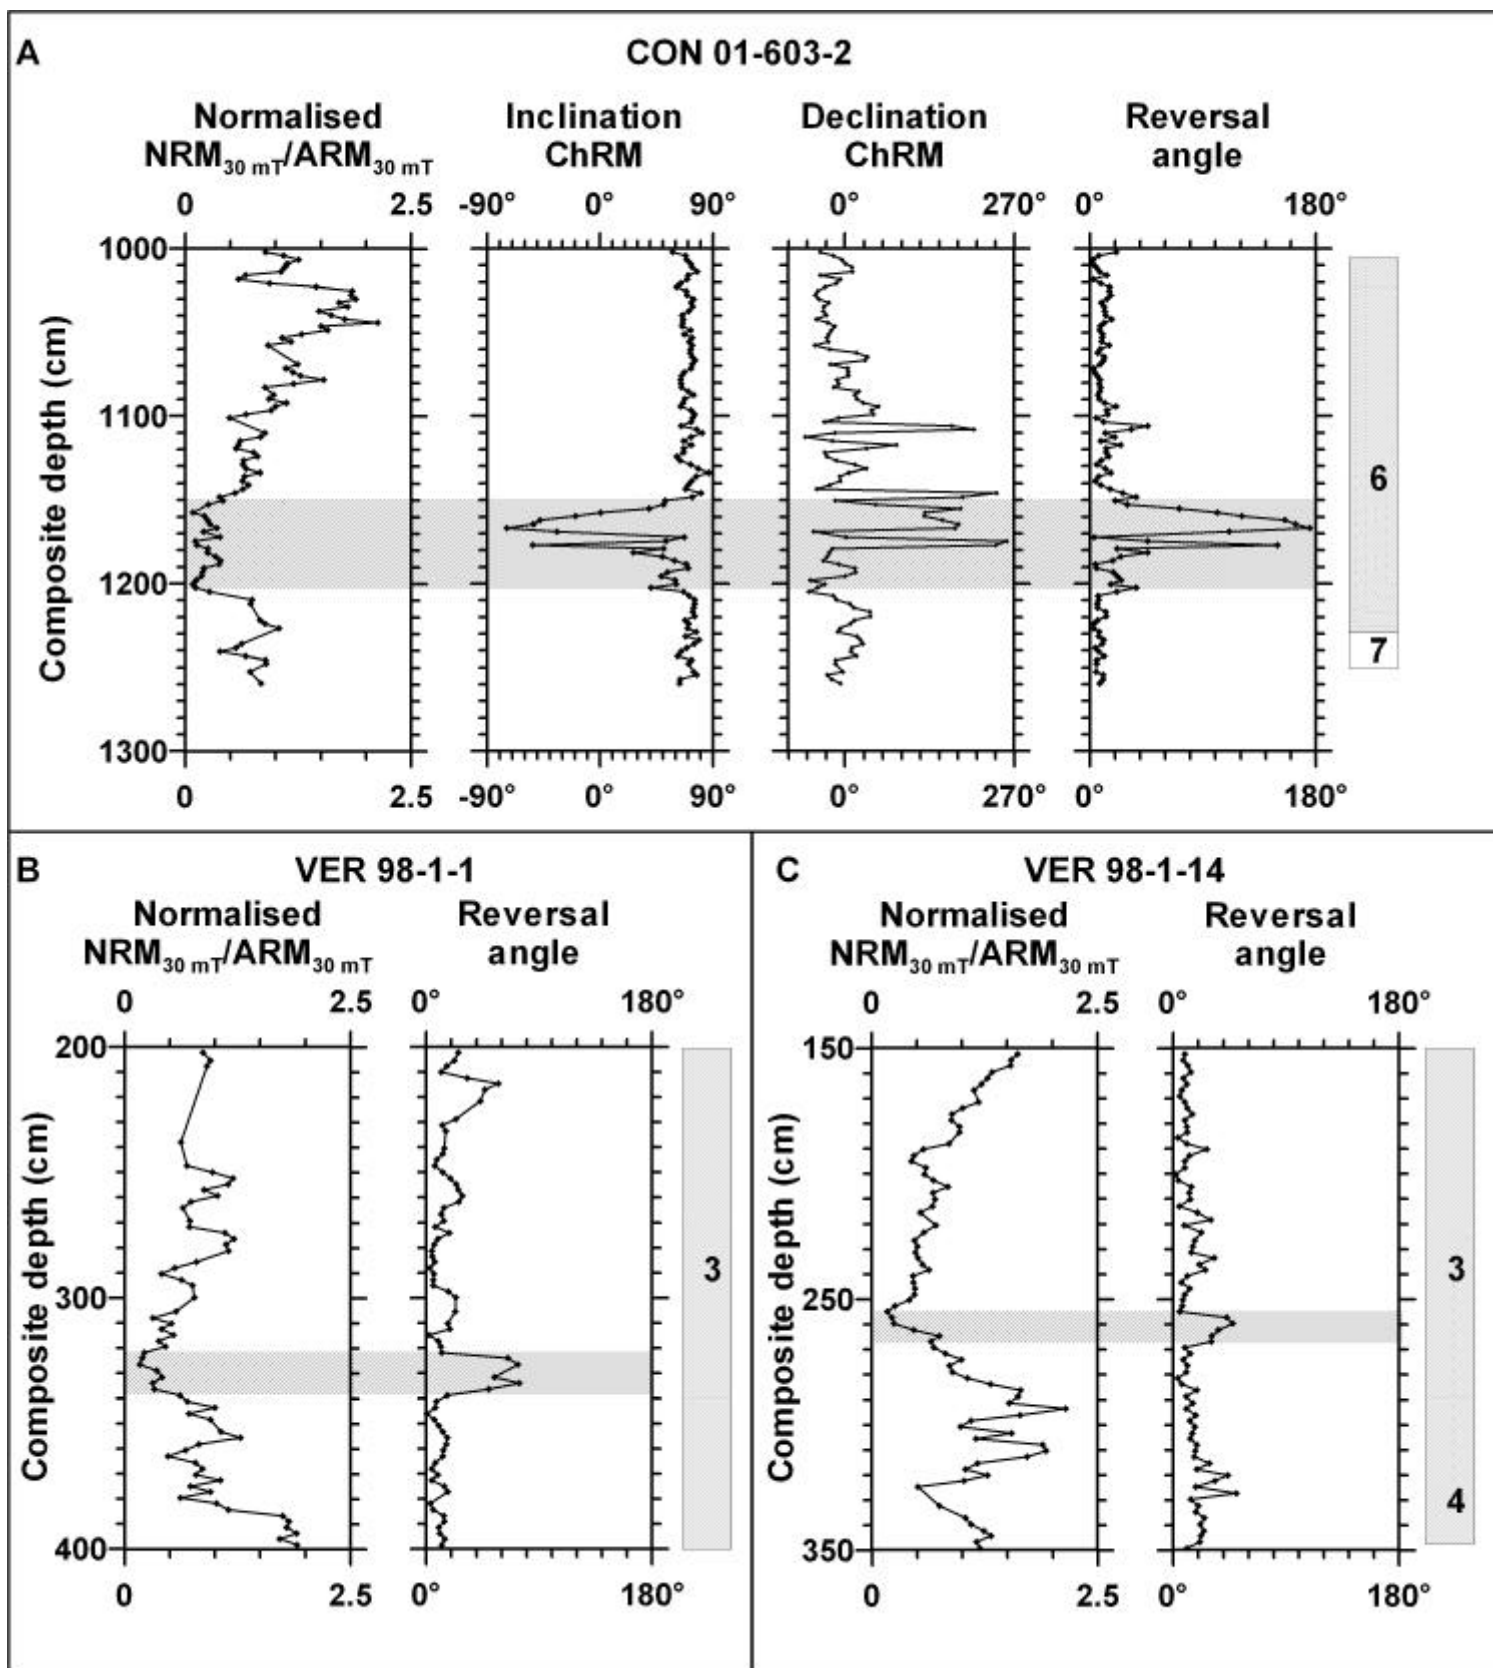 A
CON 01-603-2
Normalised Inclination Declination Reversal
NRM30 mT/ARM30 mT ChRM ChRM angle
0 2.5 -90° 0° 90° 0° 270° 0° 180°
1000
1100
1200
1300
Composite depth (cm)
6
7
0 2.5 -90° 0° 90° 0° 270° 0° 180°
B
VER 98-1-1
Normalised Reversal
NRM30 mT/ARM30 mT angle
0 2.5 0° 180°
200
300
400
Composite depth (cm)
3
0 2.5 0° 180°
C
VER 98-1-14
Normalised Reversal
NRM30 mT/ARM30 mT angle
0 2.5 0° 180°
150
250
350
Composite depth (cm)
3
4
0 2.5 0° 180°